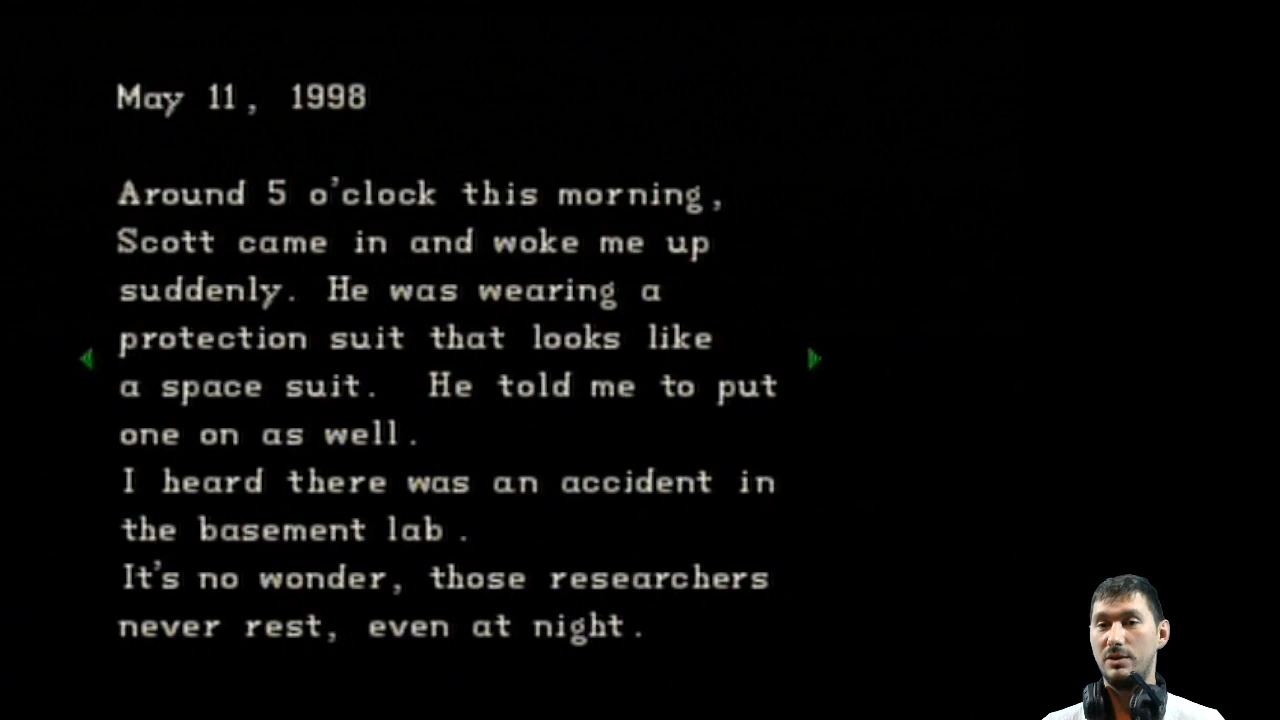 May 11, 1998
Around 5 o'clock this morning,
Scott came in and woke me up
suddenly. He was wearing a
protection suit that looks like
a space suit. He told me to put
one on as well.
I heard there was an accident in
the basement lab.
It's no wonder, those researchers
never rest, even at night.